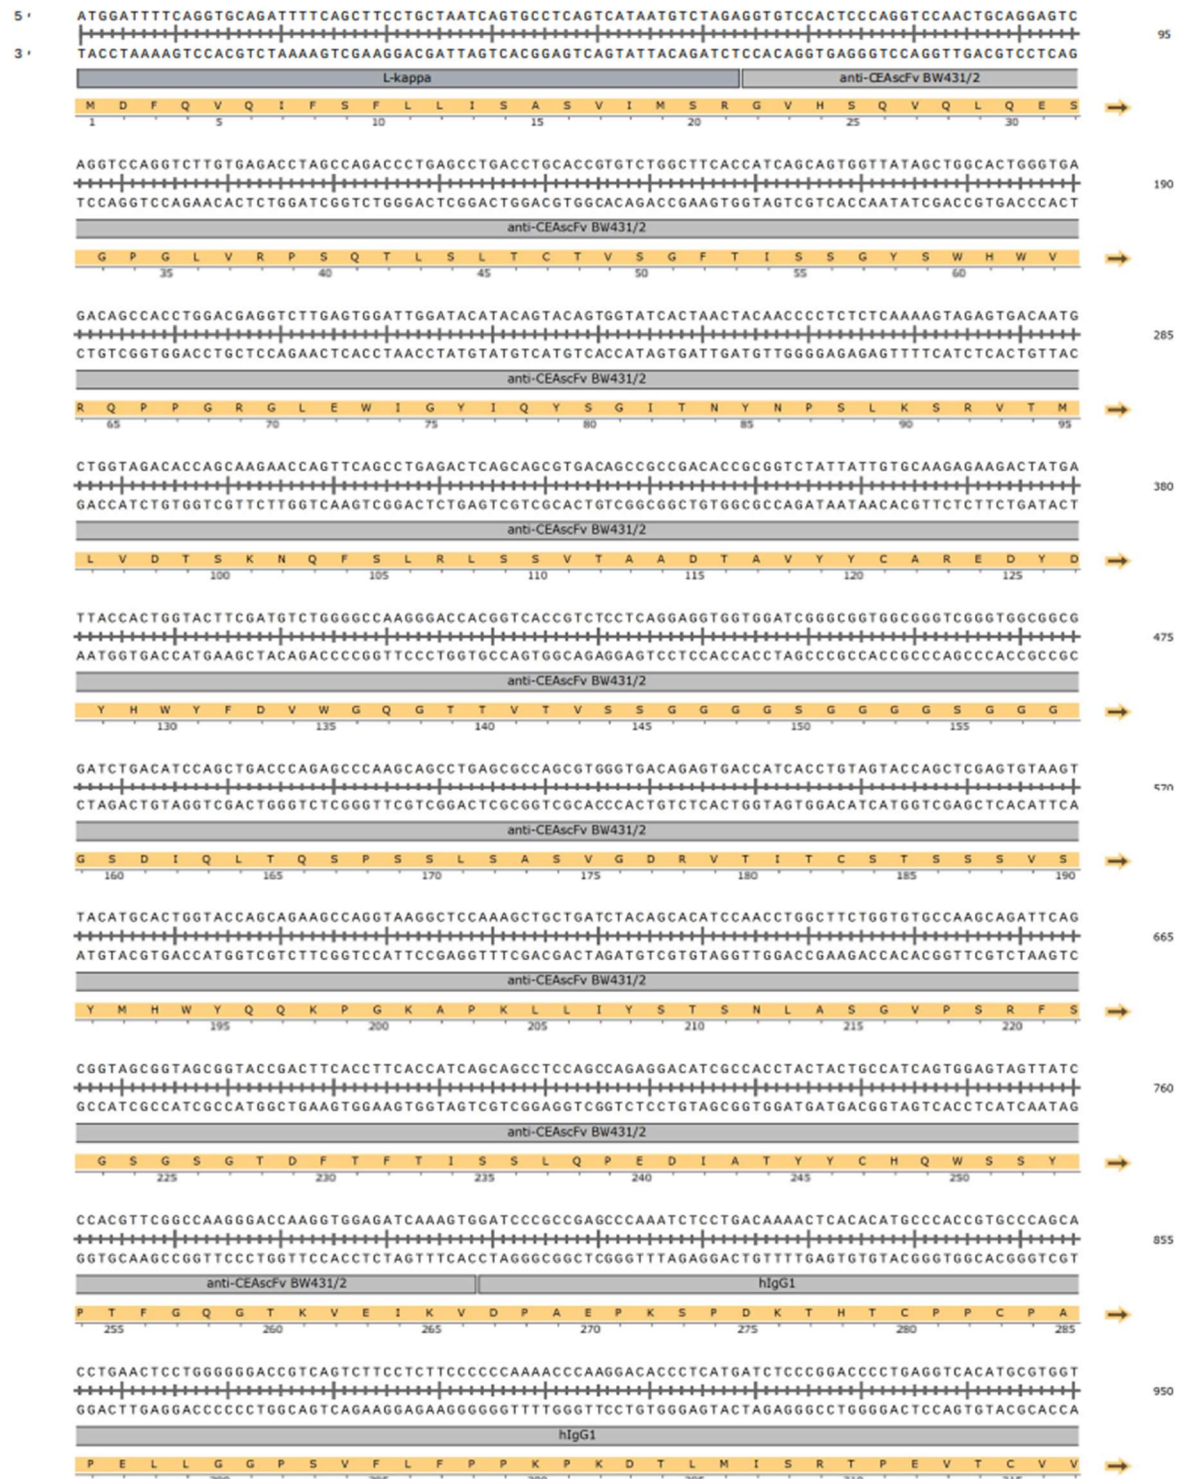 5' ATGGATTTTCAGGTGCAGATTTTCAGCTTCCTGCTAATCAGTGCCTCAGTCATAATGTCTAGAGGTGTCCACTCCCAGGTCCAACTGCAGGAGTC
95
3' TACCTAAAAGTCCACGTCTAAAAGTCGAAGGACGATTAGTCACGGAGTCAGTATTACAGATCTCCACAGGTGAGGGTCCAGGTTGACGTCCTCAG
L-kappa anti-CEAscFv BW431/2
M D F Q V Q I F S F L L I S A S V I M S R G V H S Q V Q L Q E S
1 5 10 15 20 25 30
AGGTCCAGGTCTTGTGAGACCTAGCCAGACCCTGAGCCTGACCTGCACCGTGTCTGGCTTCACCATCAGCAGTGGTTATAGCTGGCACTGGGTGA
190
TCCAGGTCCAGAACACTCTGGATCGGTCTGGGACTCGGACTGGACGTGGCACAGACCGAAGTGGTAGTCGTCACCAATATCGACCGTGACCCACT
anti-CEAscFv BW431/2
G P G L V R P S Q T L S L T C T V S G F T I S S G Y S W H W V
35 40 45 50 55 60
GACAGCCACCTGGACGAGGTCTTGAGTGGATTGGATACATACAGTACAGTGGTATCACTAACTACAACCCCTCTCTCAAAAGTAGAGTGACAATG
285
CTGTCGGTGGACCTGCTCCAGAACTCACCTAACCTATGTATGTCATGTCACCATAGTGATTGATGTTGGGGAGAGAGTTTTCATCTCACTGTTAC
anti-CEAscFv BW431/2
R Q P P G R G L E W I G Y I Q Y S G I T N Y N P S L K S R V T M
65 70 75 80 85 90 95
CTGGTAGACACCAGCAAGAACCAGTTCAGCCTGAGACTCAGCAGCGTGACAGCCGCCGACACCGCGGTCTATTATTGTGCAAGAGAAGACTATGA
380
GACCATCTGTGGTCGTTCTTGGTCAAGTCGGACTCTGAGTCGTCGCACTGTCGGCGGCTGTGGCGCCAGATAATAACACGTTCTCTTCTGATACT
anti-CEAscFv BW431/2
L V D T S K N Q F S L R L S S V T A A D T A V Y Y C A R E D Y D
100 105 110 115 120 125
TTACCACTGGTACTTCGATGTCTGGGGCCAAGGGACCACGGTCACCGTCTCCTCAGGAGGTGGTGGATCGGGCGGTGGCGGGTCGGGTGGCGGCG
475
AATGGTGACCATGAAGCTACAGACCCCGGTTCCCTGGTGCCAGTGGCAGAGGAGTCCTCCACCACCTAGCCCGCCACCGCCCAGCCCACCGCCGC
anti-CEAscFv BW431/2
Y H W Y F D V W G Q G T T V T V S S G G G G S G G G G S G G G
130 135 140 145 150 155
GATCTGACATCCAGCTGACCCAGAGCCCAAGCAGCCTGAGCGCCAGCGTGGGTGACAGAGTGACCATCACCTGTAGTACCAGCTCGAGTGTAAGT
570
CTAGACTGTAGGTCGACTGGGTCTCGGGTTCGTCGGACTCGCGGTCGCACCCACTGTCTCACTGGTAGTGGACATCATGGTCGAGCTCACATTCA
anti-CEAscFv BW431/2
G S D I Q L T Q S P S S L S A S V G D R V T I T C S T S S S V S
160 165 170 175 180 185 190
TACATGCACTGGTACCAGCAGAAGCCAGGTAAGGCTCCAAAGCTGCTGATCTACAGCACATCCAACCTGGCTTCTGGTGTGCCAAGCAGATTCAG
665
ATGTACGTGACCATGGTCGTCTTCGGTCCATTCCGAGGTTTCGACGACTAGATGTCGTGTAGGTTGGACCGAAGACCACACGGTTCGTCTAAGTC
anti-CEAscFv BW431/2
Y M H W Y Q Q K P G K A P K L L I Y S T S N L A S G V P S R F S
195 200 205 210 215 220
CGGTAGCGGTAGCGGTACCGACTTCACCTTCACCATCAGCAGCCTCCAGCCAGAGGACATCGCCACCTACTACTGCCATCAGTGGAGTAGTTATC
760
GCCATCGCCATCGCCATGGCTGAAGTGGAAGTGGTAGTCGTCGGAGGTCGGTCTCCTGTAGCGGTGGATGATGACGGTAGTCACCTCATCAATAG
anti-CEAscFv BW431/2
G S G S G T D F T F T I S S L Q P E D I A T Y Y C H Q W S S Y
225 230 235 240 245 250
CCACGTTCGGCCAAGGGACCAAGGTGGAGATCAAAGTGGATCCCGCCGAGCCCAAATCTCCTGACAAAACTCACACATGCCCACCGTGCCCAGCA
855
GGTGCAAGCCGGTTCCCTGGTTCCACCTCTAGTTTCACCTAGGGCGGCTCGGGTTTAGAGGACTGTTTTGAGTGTGTACGGGTGGCACGGGTCGT
anti-CEAscFv BW431/2 hIgG1
P T F G Q G T K V E I K V D P A E P K S P D K T H T C P P C P A
255 260 265 270 275 280 285
CCTGAACTCCTGGGGGGACCGTCAGTCTTCCTCTTCCCCCCAAAACCCAAGGACACCCTCATGATCTCCCGGACCCCTGAGGTCACATGCGTGGT
950
GGACTTGAGGACCCCCCTGGCAGTCAGAAGGAGAAGGGGGGTTTTGGGTTCCTGTGGGAGTACTAGAGGGCCTGGGGACTCCAGTGTACGCACCA
hIgG1
P E L L G G P S V F L F P P K P K D T L M I S R T P E V T C V V